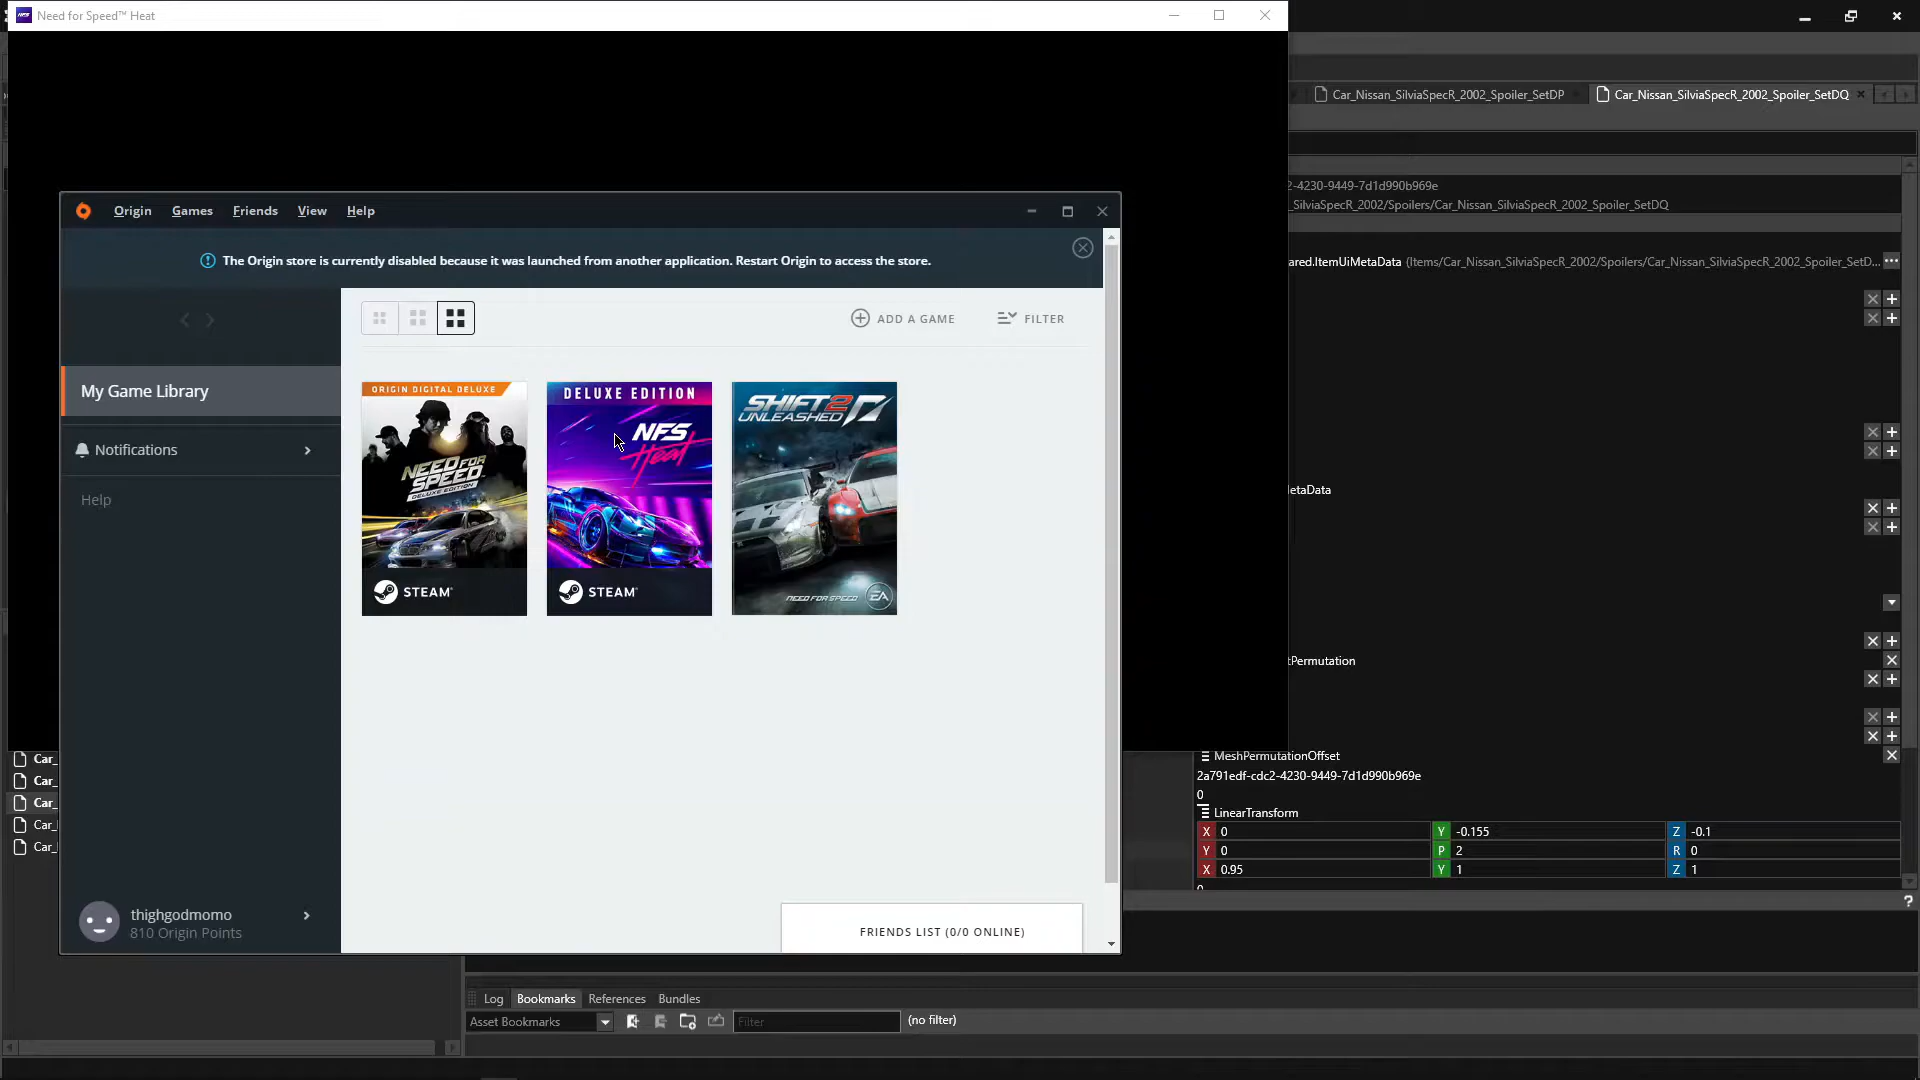 Need for Speed™ Heat
Car_Nissan_SilviaSpecR_2002_Spoiler_SetDP
Car_Nissan_SilviaSpecR_2002_Spoiler_SetDQ
2-4230-9449-7d1d990b969e
_SilviaSpecR_2002/Spoilers/Car_Nissan_SilviaSpecR_2002_Spoiler_SetDQ
Origin Games Friends View Help
The Origin store is currently disabled because it was launched from another application. Restart Origin to access the store.
ared.ItemUiMetaData (Items/Car_Nissan_SilviaSpecR_2002/Spoilers/Car_Nissan_SilviaSpecR_2002_Spoiler_SetD...
ADD A GAME
FILTER
My Game Library
Notifications
Help
ORIGIN DIGITAL DELUXE
NEED FOR
SPEED
DELUXE EDITION
STEAM
DELUXE EDITION
NFS
Heat
STEAM
SHIFT 2
UNLEASHED
NEED FOR SPEED
EA
etaData
tPermutation
Car_
Car_
Car_
Car_
Car_
MeshPermutationOffset
2a791edf-cdc2-4230-9449-7d1d990b969e
0
LinearTransform
X 0 Y -0.155 Z -0.1
Y 0 P 2 R 0
X 0.95 Y 1 Z 1
thighgodmomo
810 Origin Points
FRIENDS LIST (0/0 ONLINE)
Log Bookmarks References Bundles
Asset Bookmarks
Filter
(no filter)